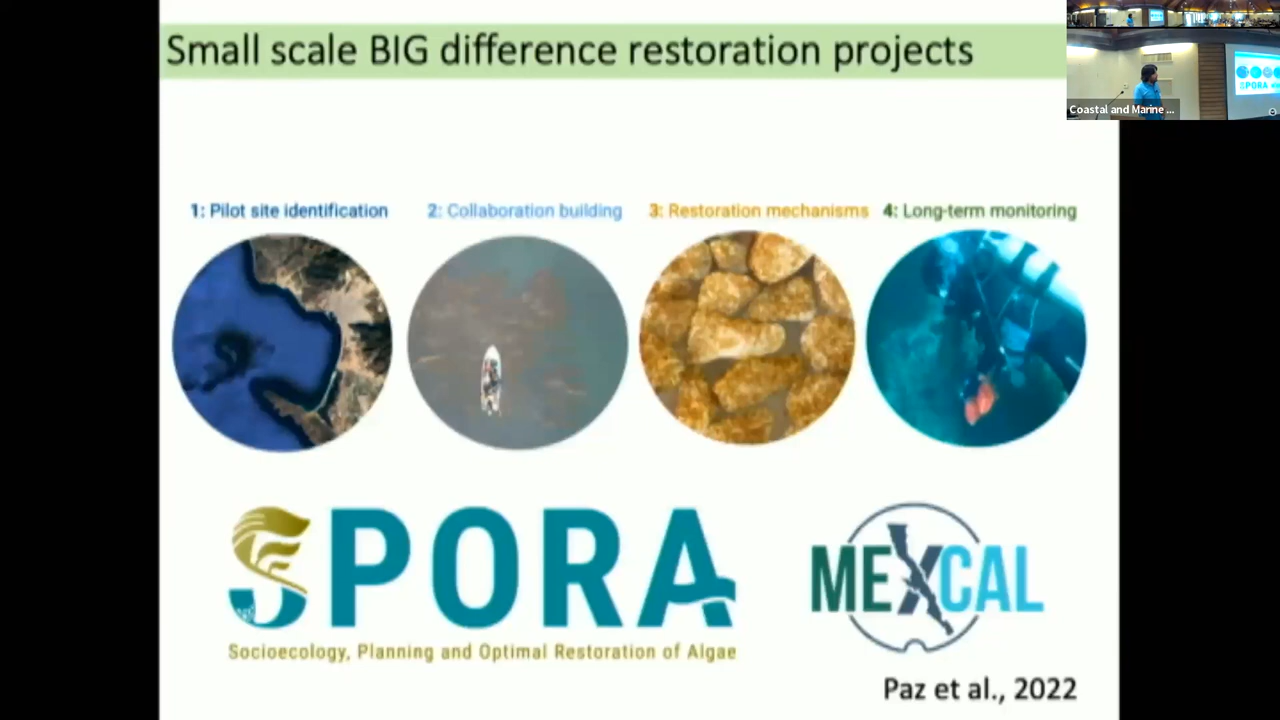 Small scale BIG difference restoration projects
Coastal and Marine ...
SPORA
1: Pilot site identification
2: Collaboration building
3: Restoration mechanisms
4: Long-term monitoring
SPORA
Socioecology, Planning and Optimal Restoration of Algae
MEXCAL
Paz et al., 2022